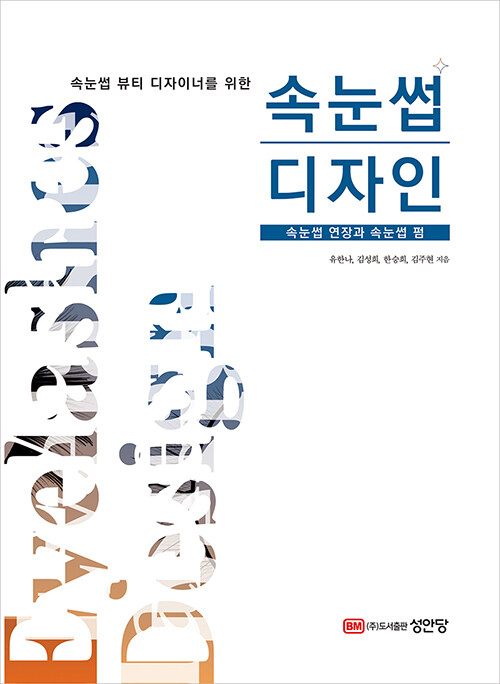 속눈썹 뷰티 디자이너를 위한
속눈썹
디자인
속눈썹 연장과 속눈썹 펌
유한나, 김성희, 한승희, 김주현 지음
Eyelashes
Design
BM (주)도서출판 성안당